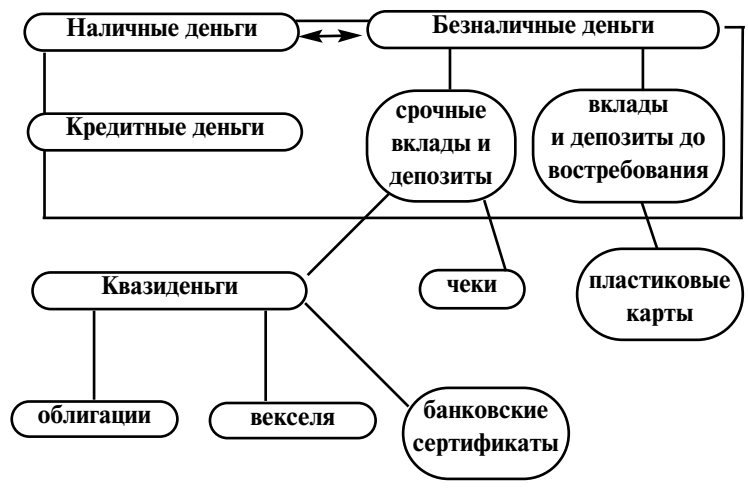 Наличные деньги
Безналичные деньги
Кредитные деньги
срочные
вклады и
депозиты
вклады
и депозиты до
востребования
Квазиденьги
чеки
пластиковые
карты
облигации
векселя
банковские
сертификаты